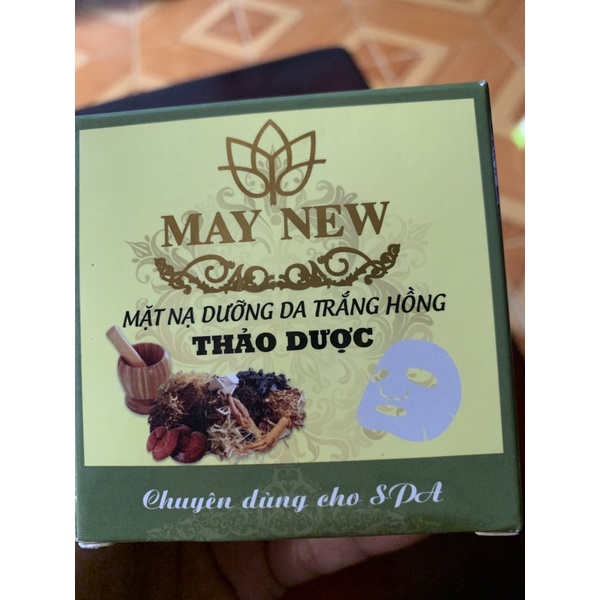 MAY NEW
MẶT NẠ DƯỠNG DA TRẮNG HỒNG
THẢO DƯỢC
Chuyên dùng cho SPA